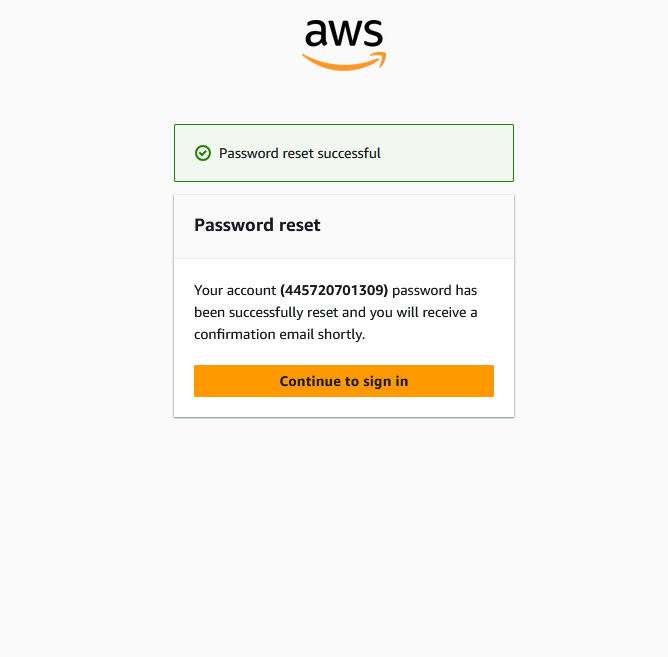 aws
Password reset successful
Password reset
Your account (445720701309) password has
been successfully reset and you will receive a
confirmation email shortly.
Continue to sign in